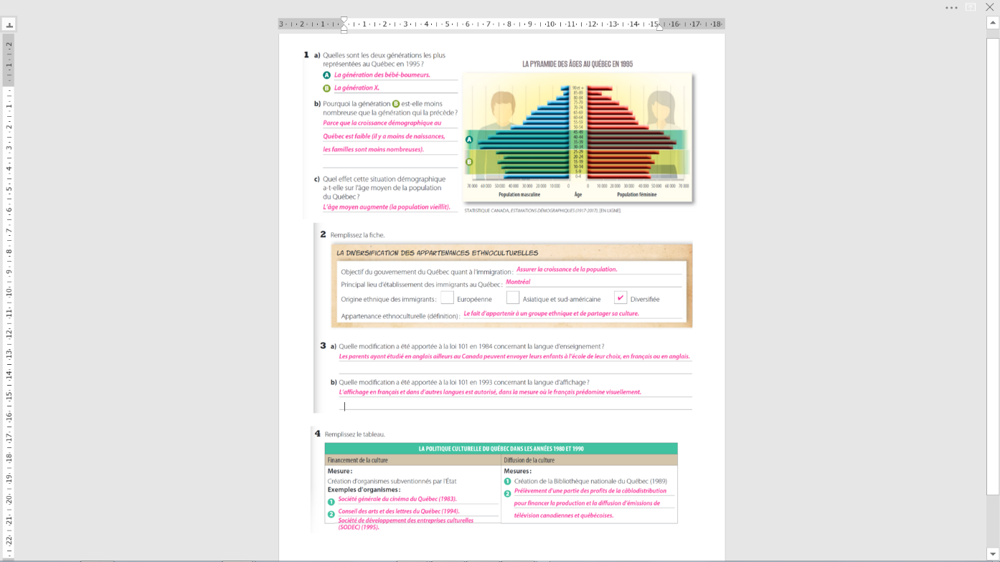 1 a) Quelles sont les deux générations les plus
représentées au Québec en 1995 ?
A La génération des bébé-boumeurs.
B La génération X.
b) Pourquoi la génération B est-elle moins
nombreuse que la génération qui la précède ?
Parce que la croissance démographique au
Québec est faible (il y a moins de naissances,
les familles sont moins nombreuses).
c) Quel effet cette situation démographique
a-t-elle sur l'âge moyen de la population
du Québec ?
L'âge moyen augmente (la population vieillit).
LA PYRAMIDE DES ÂGES AU QUÉBEC EN 1995
90 et +
85-89
80-84
75-79
70-74
65-69
60-64
55-59
50-54
45-49
40-44
35-39
30-34
25-29
20-24
15-19
10-14
5-9
0-4
A
B
70 000 60 000 50 000 40 000 30 000 20 000 10 000 0 0 10 000 20 000 30 000 40 000 50 000 60 000 70 000
Population masculine Âge Population féminine
STATISTIQUE CANADA, ESTIMATIONS DÉMOGRAPHIQUES (1917-2017), [EN LIGNE].
2 Remplissez la fiche.
LA DIVERSIFICATION DES APPARTENANCES ETHNOCULTURELLES
Objectif du gouvernement du Québec quant à l'immigration : Assurer la croissance de la population.
Principal lieu d'établissement des immigrants au Québec : Montréal
Origine ethnique des immigrants : Européenne Asiatique et sud-américaine ✔ Diversifiée
Appartenance ethnoculturelle (définition) : Le fait d'appartenir à un groupe ethnique et de partager sa culture.
3 a) Quelle modification a été apportée à la loi 101 en 1984 concernant la langue d'enseignement ?
Les parents ayant étudié en anglais ailleurs au Canada peuvent envoyer leurs enfants à l'école de leur choix, en français ou en anglais.
b) Quelle modification a été apportée à la loi 101 en 1993 concernant la langue d'affichage ?
L'affichage en français et dans d'autres langues est autorisé, dans la mesure où le français prédomine visuellement.
4 Remplissez le tableau.
LA POLITIQUE CULTURELLE DU QUÉBEC DANS LES ANNÉES 1980 ET 1990
Financement de la culture
Mesure :
Création d'organismes subventionnés par l'État
Exemples d'organismes :
1 Société générale du cinéma du Québec (1983).
2 Conseil des arts et des lettres du Québec (1994).
Société de développement des entreprises culturelles
(SODEC) (1995).
Diffusion de la culture
Mesures :
1 Création de la Bibliothèque nationale du Québec (1989)
2 Prélèvement d'une partie des profits de la câblodistribution
pour financer la production et la diffusion d'émissions de
télévision canadiennes et québécoises.